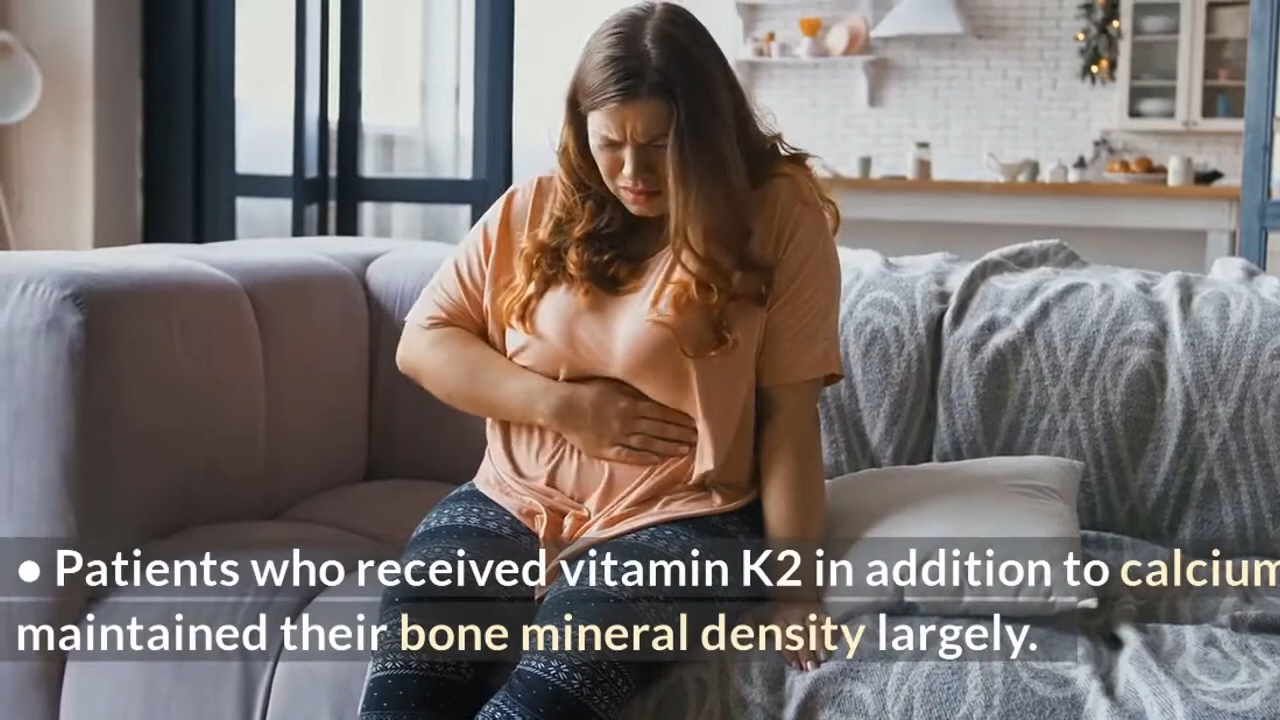 ● Patients who received vitamin K2 in addition to calcium
maintained their bone mineral density largely.